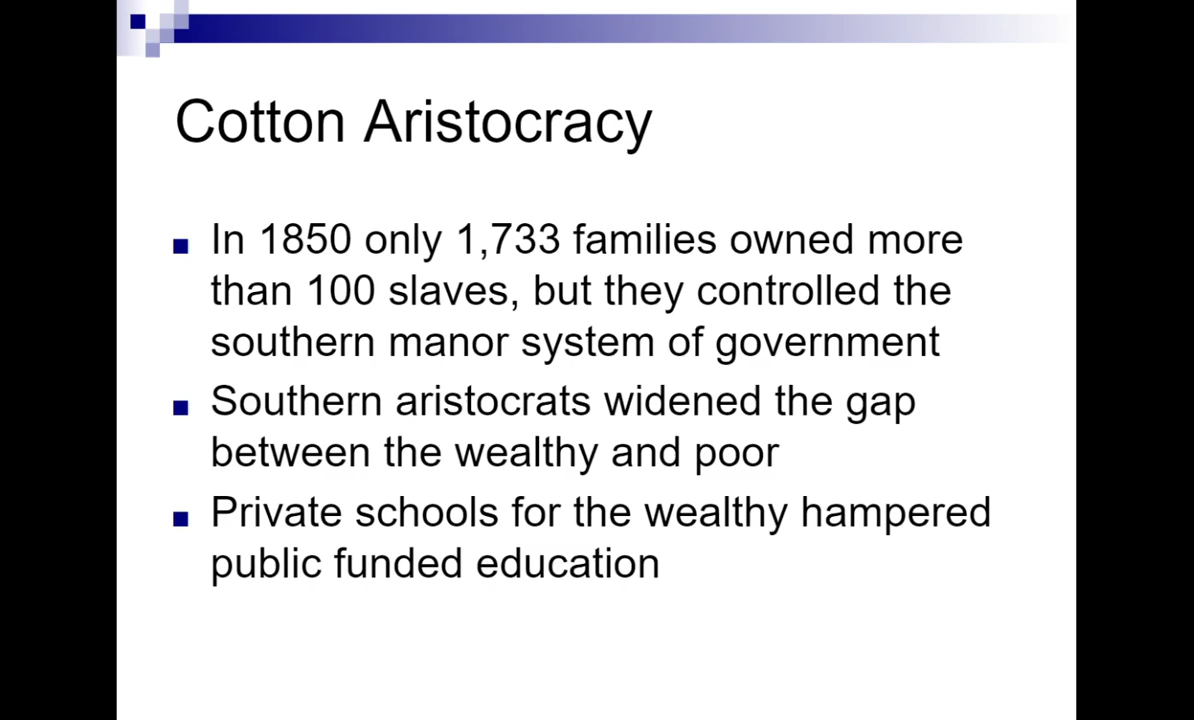 Cotton Aristocracy
In 1850 only 1,733 families owned more
than 100 slaves, but they controlled the
southern manor system of government
Southern aristocrats widened the gap
between the wealthy and poor
Private schools for the wealthy hampered
public funded education